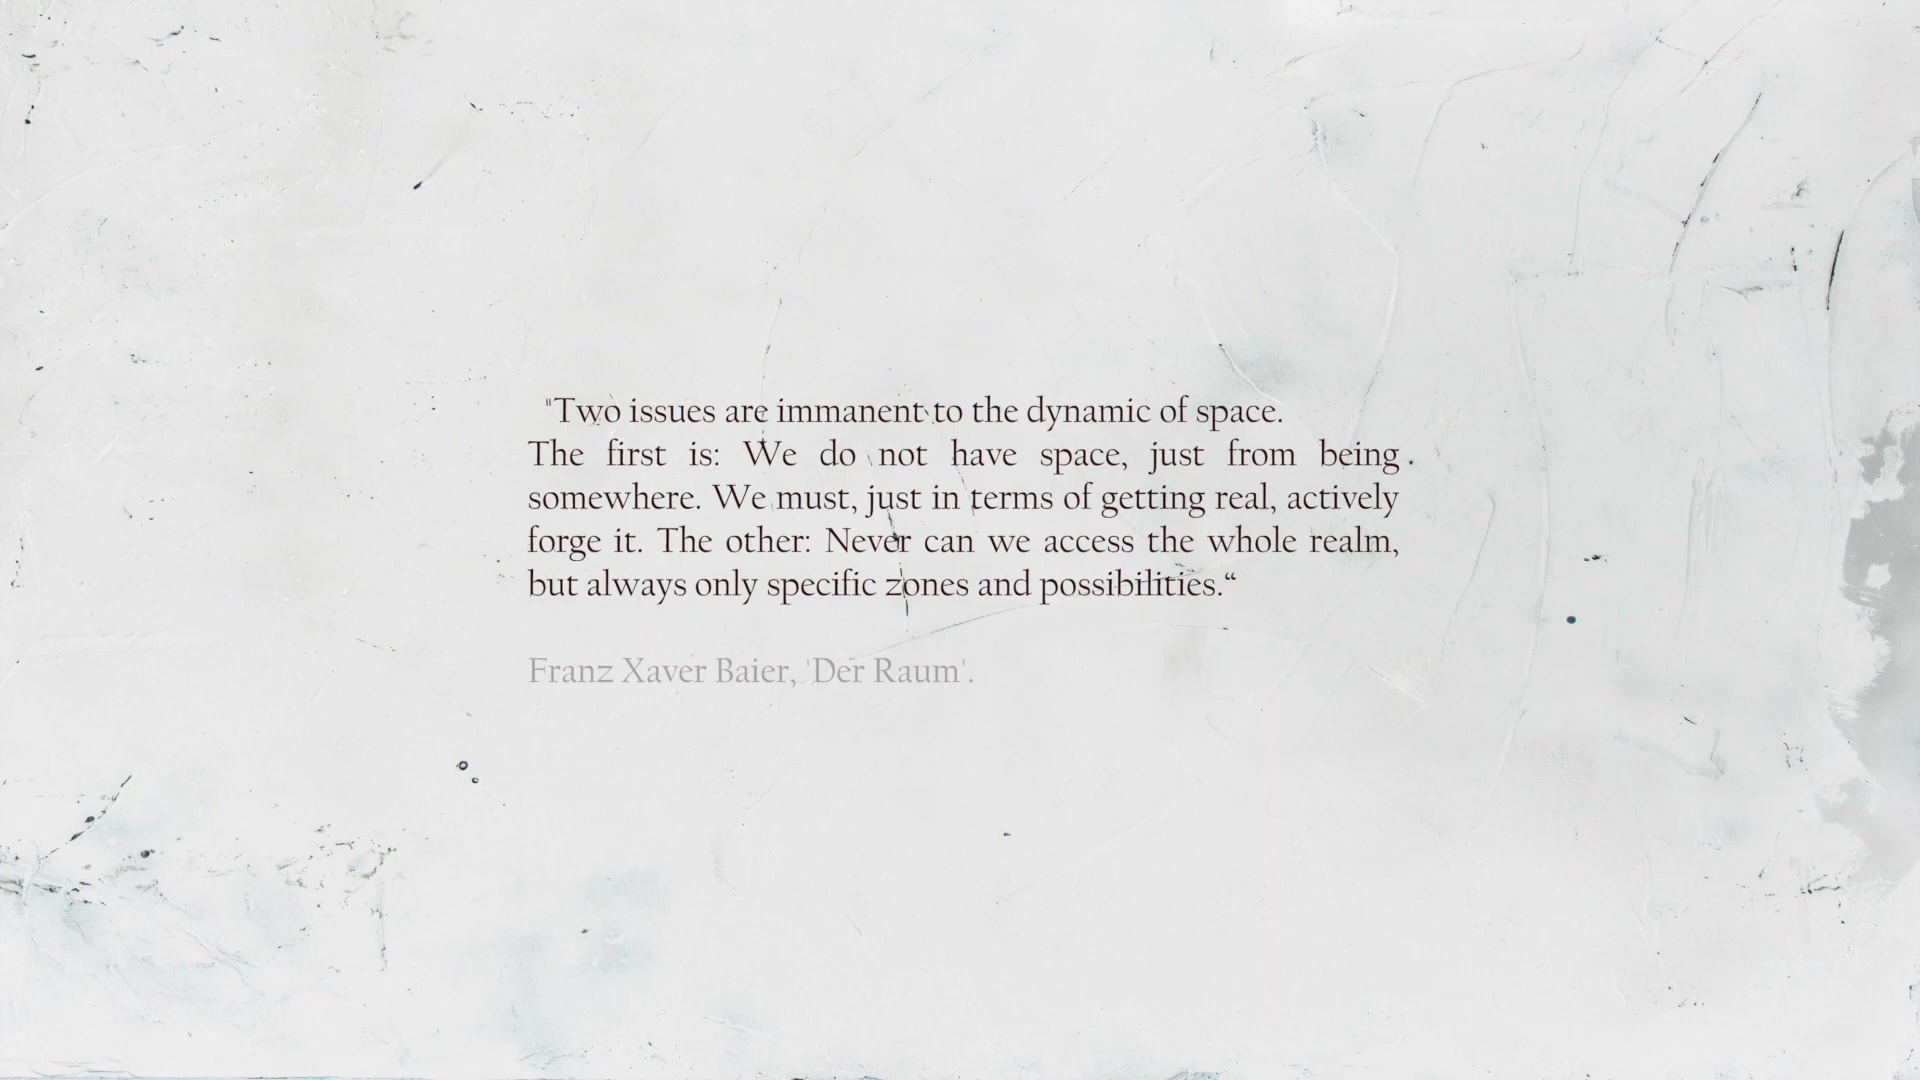 "Two issues are immanent to the dynamic of space.
The first is: We do not have space, just from being
somewhere. We must, just in terms of getting real, actively
forge it. The other: Never can we access the whole realm,
but always only specific zones and possibilities.“
Franz Xaver Baier, 'Der Raum'.